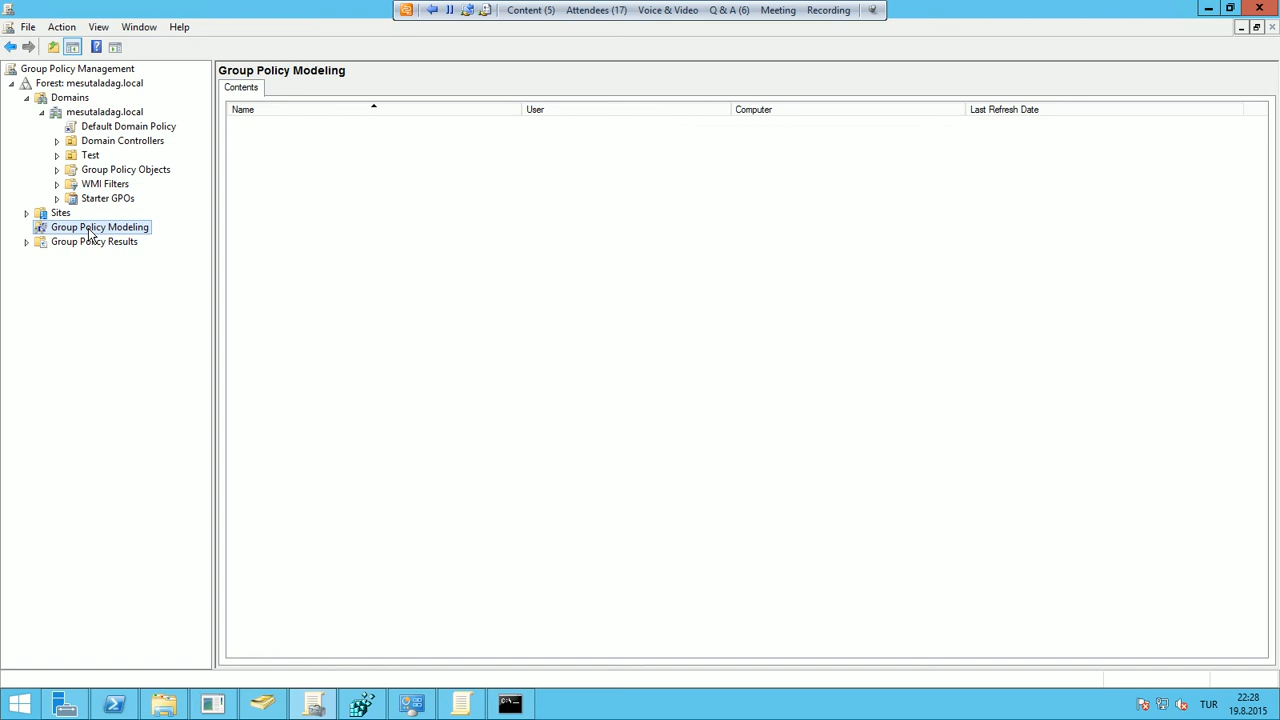 Content (5) Attendees (17) Voice & Video Q & A (6) Meeting Recording
File Action View Window Help
Group Policy Management
Forest: mesutaladag.local
Domains
mesutaladag.local
Default Domain Policy
Domain Controllers
Test
Group Policy Objects
WMI Filters
Starter GPOs
Sites
Group Policy Modeling
Group Policy Results
Group Policy Modeling
Contents
Name User Computer Last Refresh Date
TUR
22:28
19.8.2015